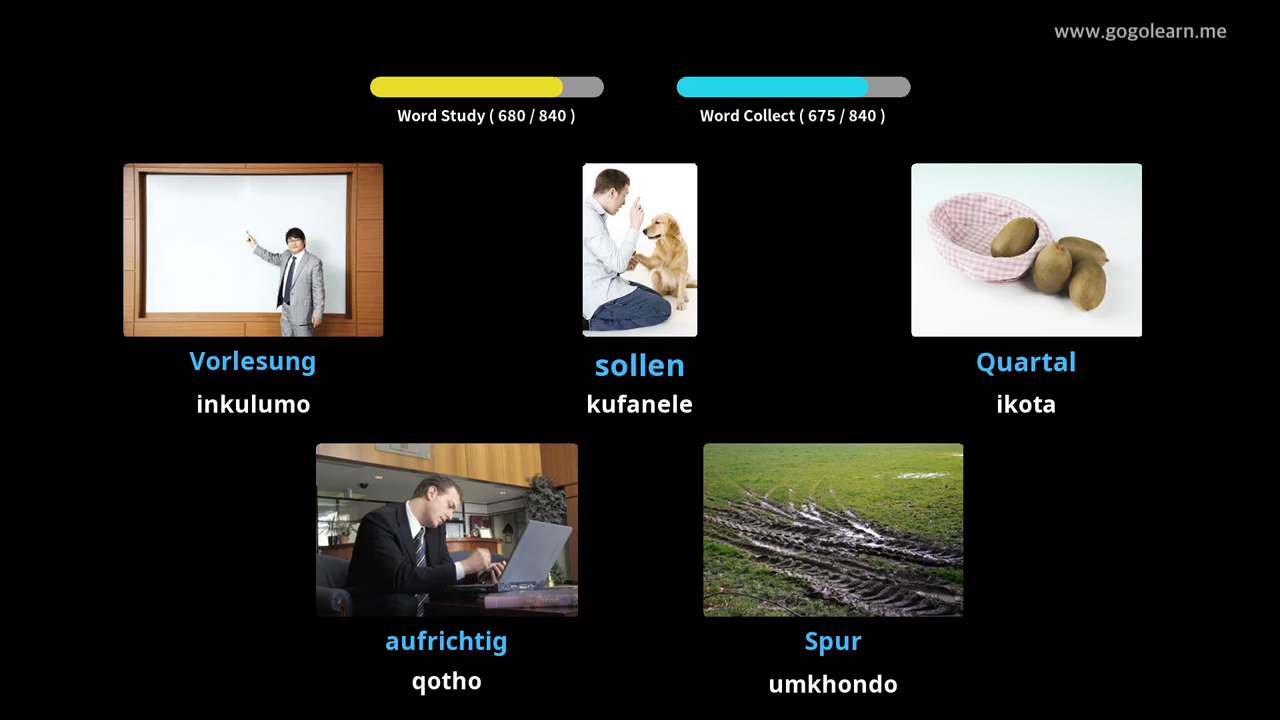 www.gogolearn.me
Word Study ( 680 / 840 )
Word Collect ( 675 / 840 )
Vorlesung
inkulumo
sollen
kufanele
Quartal
ikota
aufrichtig
qotho
Spur
umkhondo